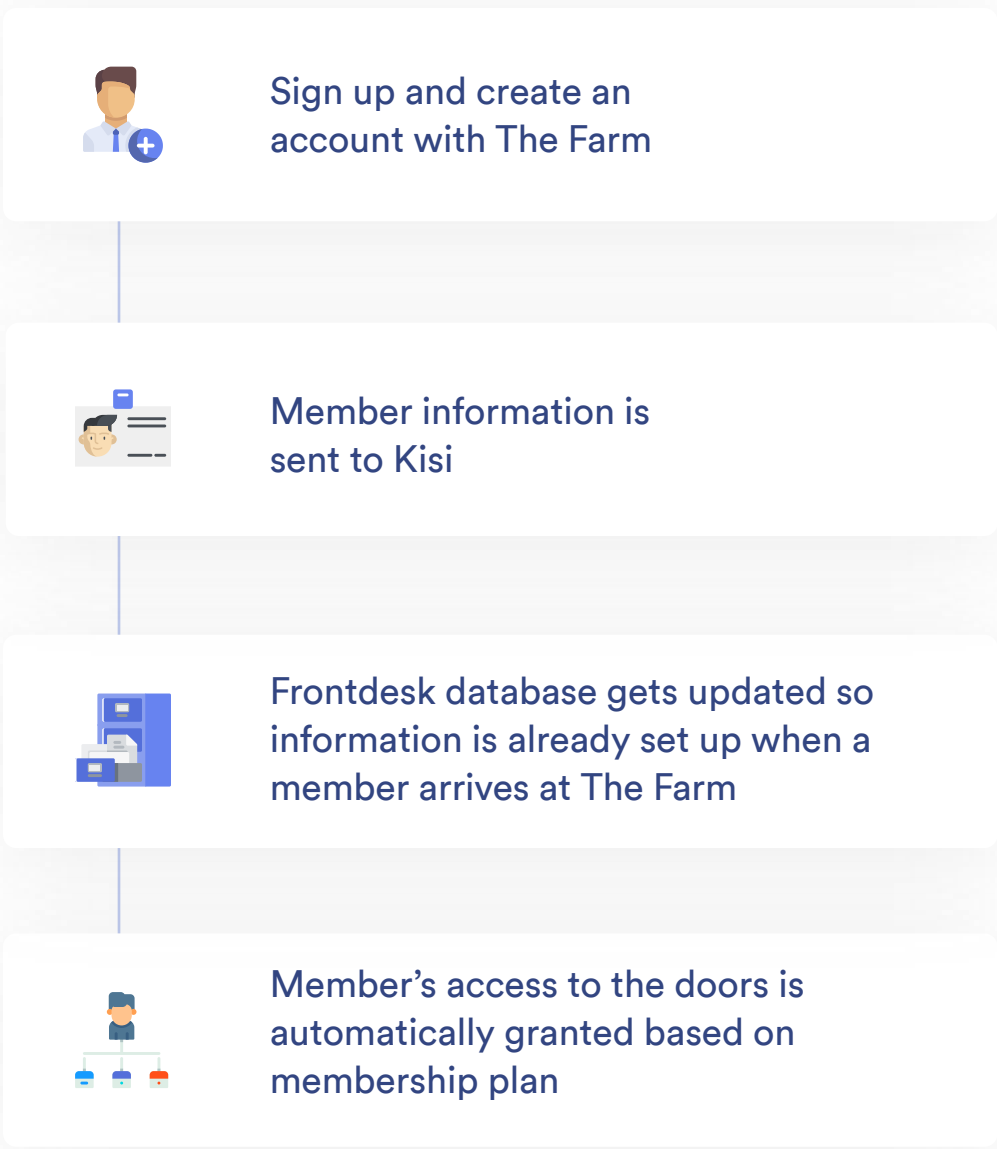 Sign up and create an
account with The Farm
Member information is
sent to Kisi
Frontdesk database gets updated so
information is already set up when a
member arrives at The Farm
Member’s access to the doors is
automatically granted based on
membership plan